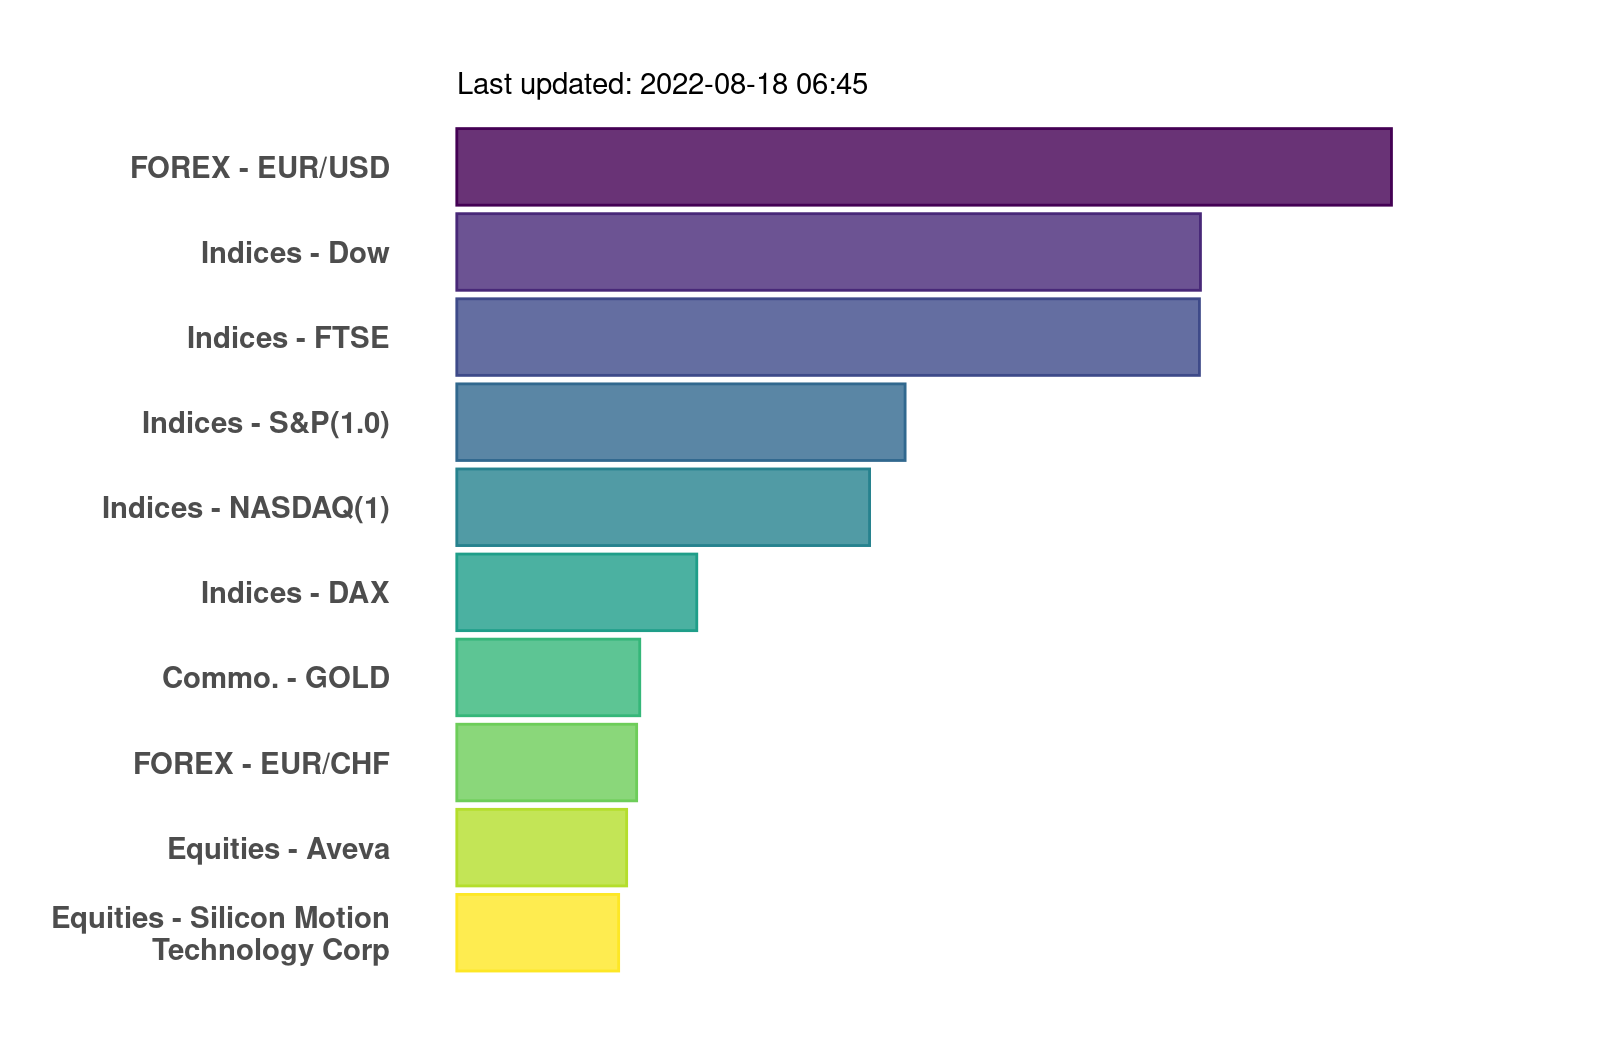 Last updated: 2022-08-18 06:45
FOREX - EUR/USD
Indices - Dow
Indices - FTSE
Indices - S&P(1.0)
Indices - NASDAQ(1)
Indices - DAX
Commo. - GOLD
FOREX - EUR/CHF
Equities - Aveva
Equities - Silicon Motion
Technology Corp